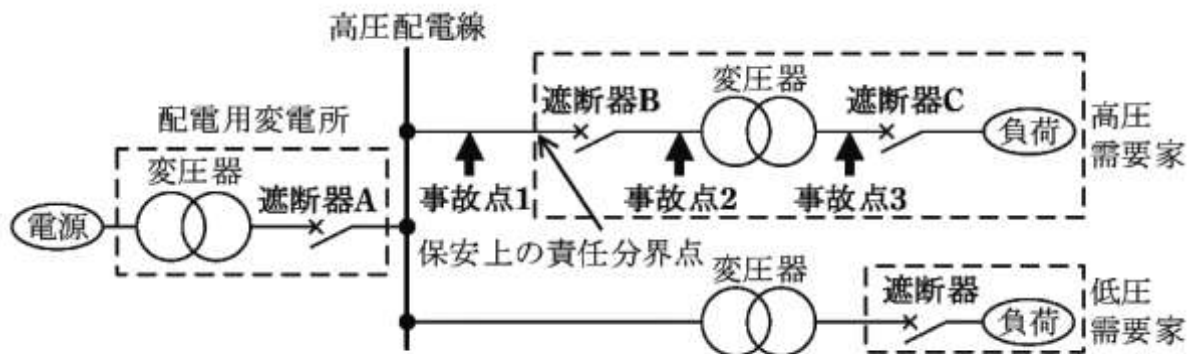 高圧配電線
配電用変電所
変圧器
遮断器A
電源
遮断器B
変圧器
遮断器C
負荷
高圧
需要家
事故点1
事故点2
事故点3
保安上の責任分界点
変圧器
遮断器
負荷
低圧
需要家